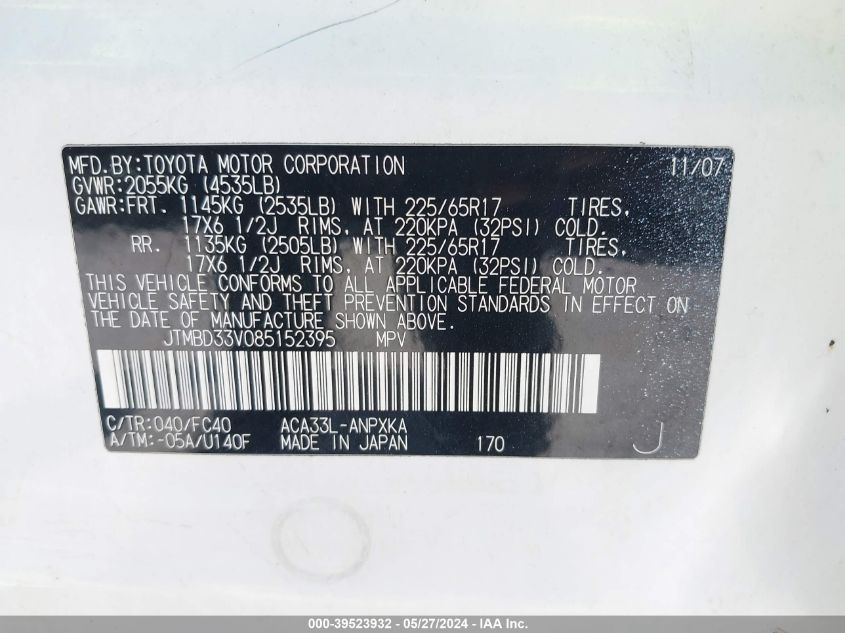 MFD.BY:TOYOTA MOTOR CORPORATION 11/07
GVWR:2055KG (4535LB)
GAWR:FRT. 1145KG (2535LB) WITH 225/65R17 TIRES,
17X6 1/2J RIMS, AT 220KPA (32PSI) COLD.
RR. 1135KG (2505LB) WITH 225/65R17 TIRES,
17X6 1/2J RIMS, AT 220KPA (32PSI) COLD.
THIS VEHICLE CONFORMS TO ALL APPLICABLE FEDERAL MOTOR
VEHICLE SAFETY AND THEFT PREVENTION STANDARDS IN EFFECT ON
THE DATE OF MANUFACTURE SHOWN ABOVE.
JTMBD33V085152395 MPV
C/TR:040/FC40 ACA33L-ANPXKA
A/TM:-05A/U140F MADE IN JAPAN 170 J
000-39523932 - 05/27/2024 - IAA Inc.